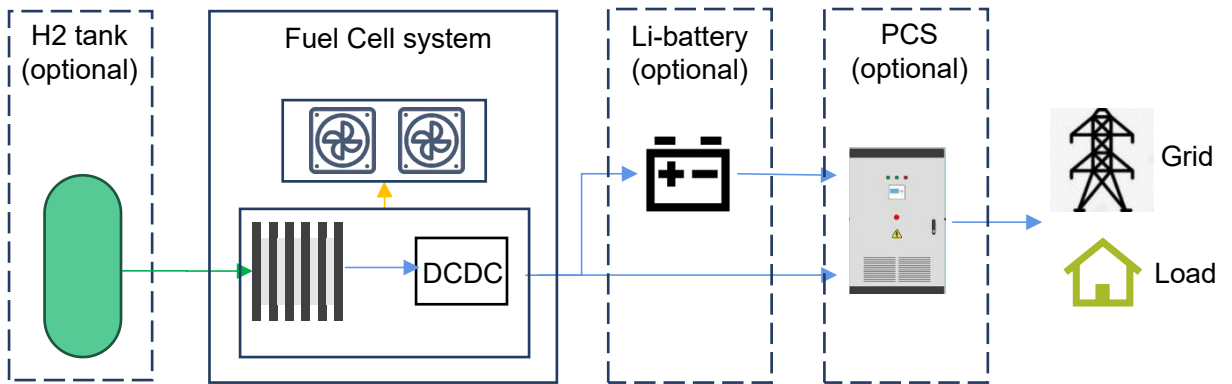 H2 tank
(optional)
Fuel Cell system
Li-battery
(optional)
PCS
(optional)
DCDC
Grid
Load